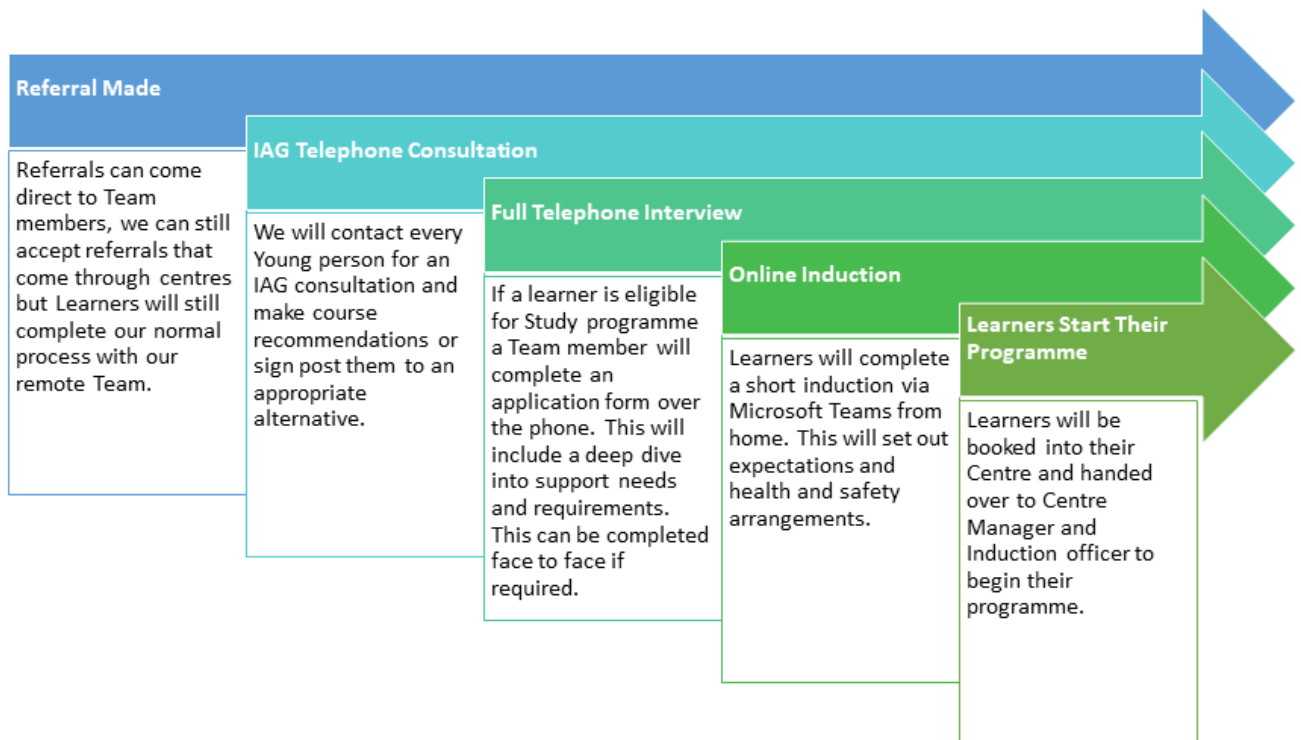 Referral Made
Referrals can come
direct to Team
members, we can still
accept referrals that
come through centres
but Learners will still
complete our normal
process with our
remote Team.
IAG Telephone Consultation
We will contact every
Young person for an
IAG consultation and
make course
recommendations or
sign post them to an
appropriate
alternative.
Full Telephone Interview
If a learner is eligible
for Study programme
a Team member will
complete an
application form over
the phone. This will
include a deep dive
into support needs
and requirements.
This can be completed
face to face if
required.
Online Induction
Learners will complete
a short induction via
Microsoft Teams from
home. This will set out
expectations and
health and safety
arrangements.
Learners Start Their
Programme
Learners will be
booked into their
Centre and handed
over to Centre
Manager and
Induction officer to
begin their
programme.